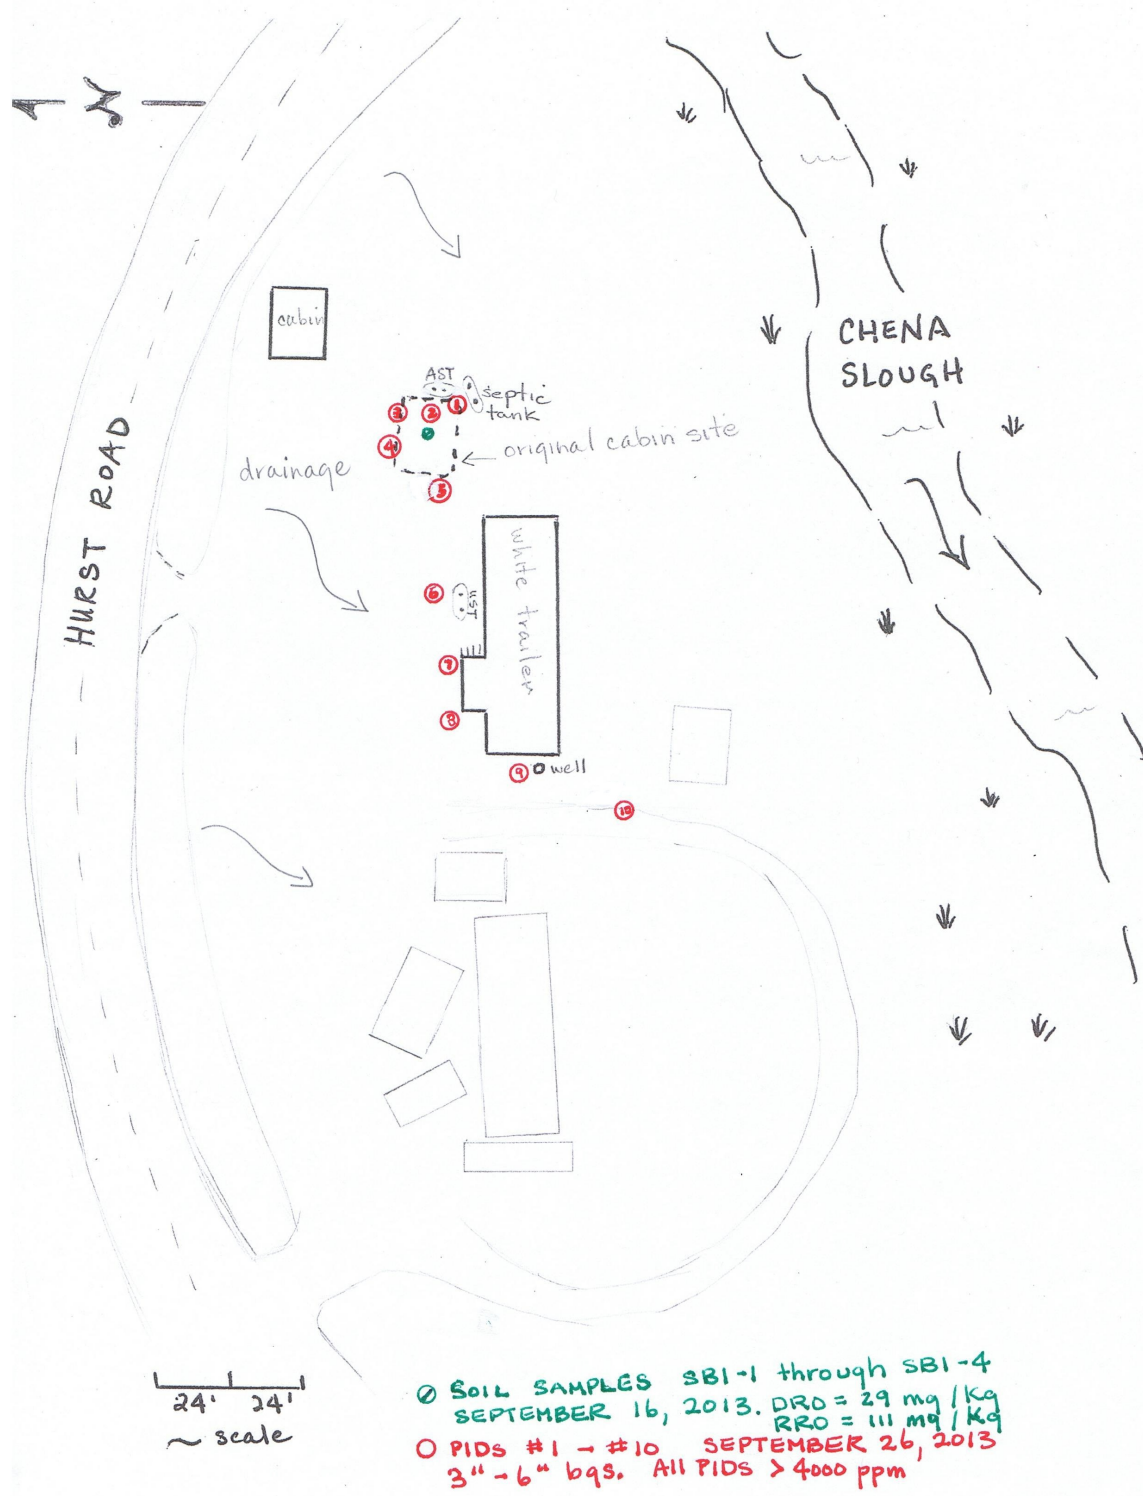 N
cabin
CHENA
SLOUGH
AST
septic
tank
1
2
3
4
5
original cabin site
drainage
HURST ROAD
white trailer
UST
6
7
8
9
well
10
24' 24'
~ scale
SOIL SAMPLES SB1-1 through SB1-4
SEPTEMBER 16, 2013. DRO = 29 mg/Kg
RRO = 111 mg/Kg
PIDs #1 → #10 SEPTEMBER 26, 2013
3" - 6" bgs. All PIDS > 4000 ppm